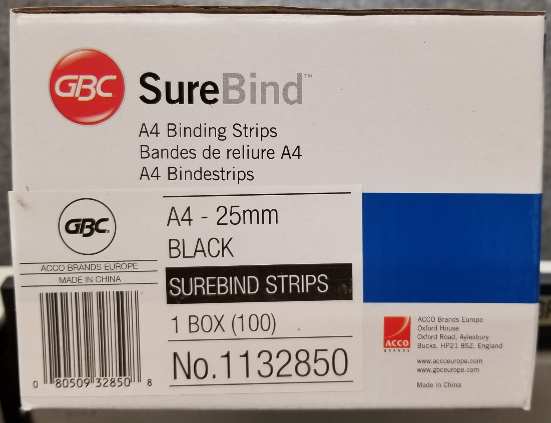 GBC SureBind™
A4 Binding Strips
Bandes de reliure A4
A4 Bindestrips
GBC.
ACCO BRANDS EUROPE
MADE IN CHINA
0 80509 32850 8
A4 - 25mm
BLACK
SUREBIND STRIPS
1 BOX (100)
No.1132850
ACCO
BRANDS
ACCO Brands Europe
Oxford House
Oxford Road, Aylesbury
Bucks. HP21 8SZ. England
www.accoeurope.com
www.gbceurope.com
Made in China